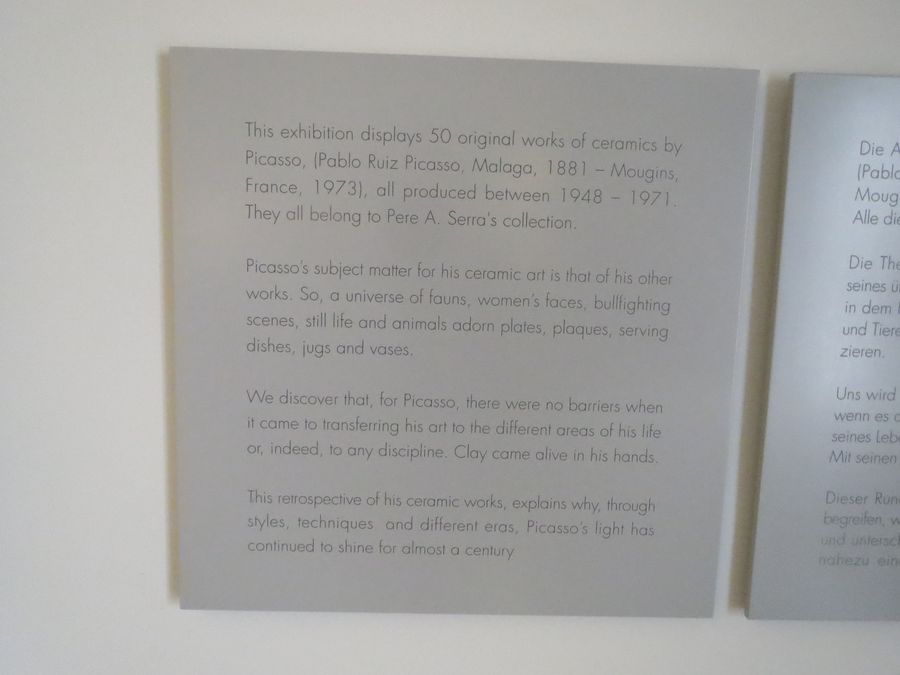 This exhibition displays 50 original works of ceramics by
Picasso, (Pablo Ruiz Picasso, Malaga, 1881 – Mougins,
France, 1973), all produced between 1948 – 1971.
They all belong to Pere A. Serra's collection.
Picasso's subject matter for his ceramic art is that of his other
works. So, a universe of fauns, women's faces, bullfighting
scenes, still life and animals adorn plates, plaques, serving
dishes, jugs and vases.
We discover that, for Picasso, there were no barriers when
it came to transferring his art to the different areas of his life
or, indeed, to any discipline. Clay came alive in his hands.
This retrospective of his ceramic works, explains why, through
styles, techniques and different eras, Picasso's light has
continued to shine for almost a century
Die
(Pablo
Alle
Die
seines
in dem
und Tiere
zieren.
Uns wird
wenn es
seines
Mit seinen
Dieser
begreifen,
und
nahezu